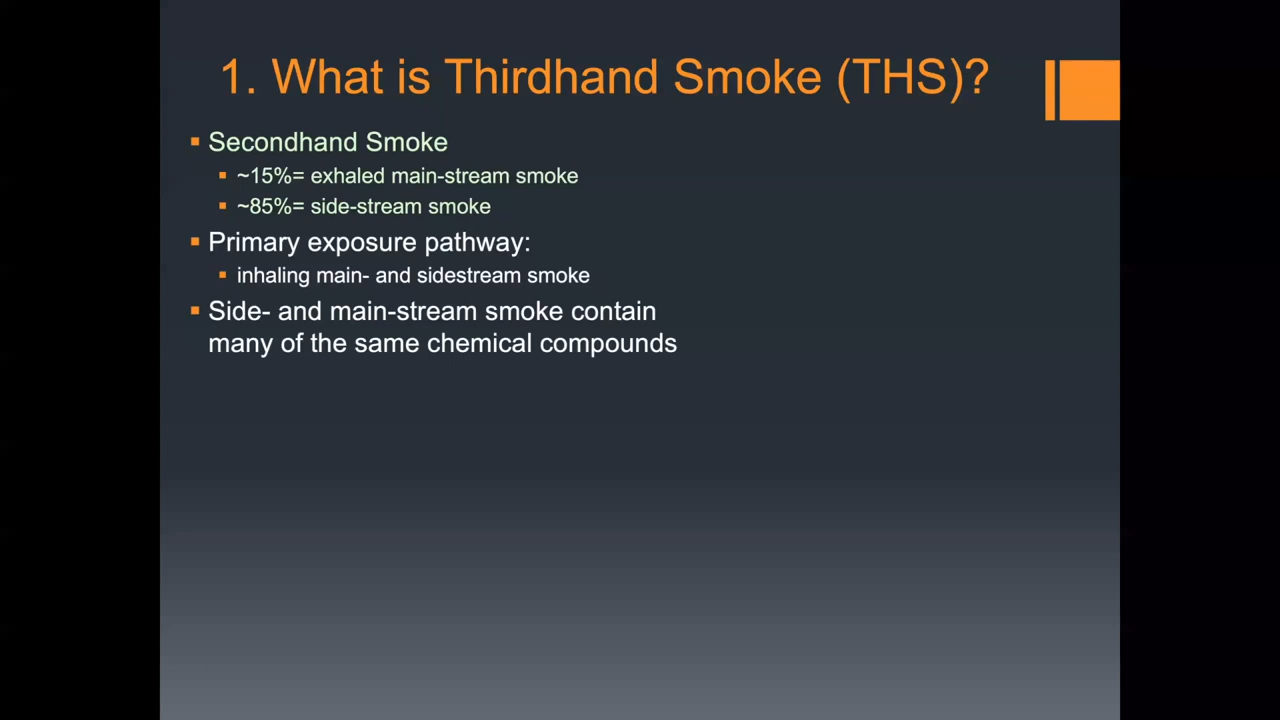 1. What is Thirdhand Smoke (THS)?
Secondhand Smoke
~15%= exhaled main-stream smoke
~85%= side-stream smoke
Primary exposure pathway:
inhaling main- and sidestream smoke
Side- and main-stream smoke contain
many of the same chemical compounds